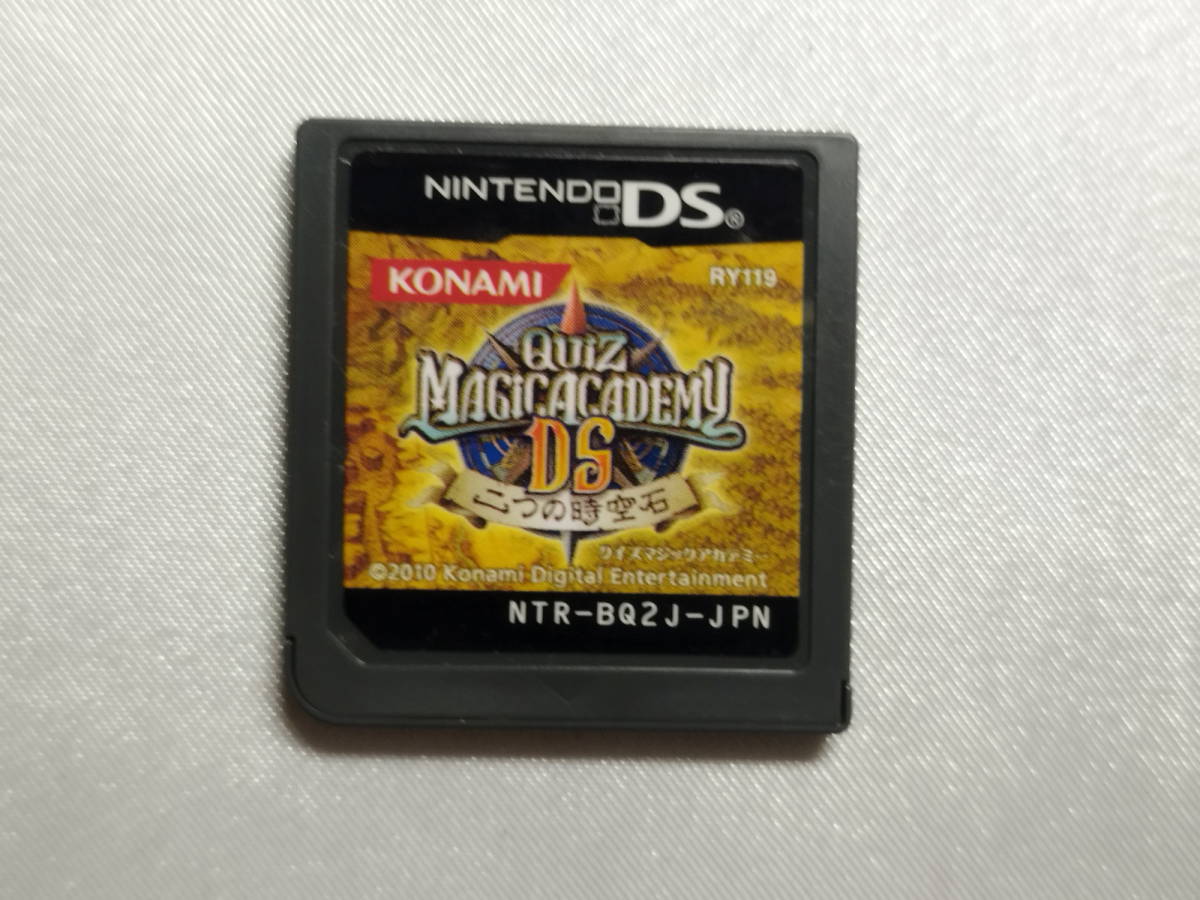 NINTENDO DS®
KONAMI
RY119
QUIZ
MAGICACADEMY
DS
二つの時空石
クイズマジックアカデミー
©2010 Konami Digital Entertainment
NTR-BQ2J-JPN